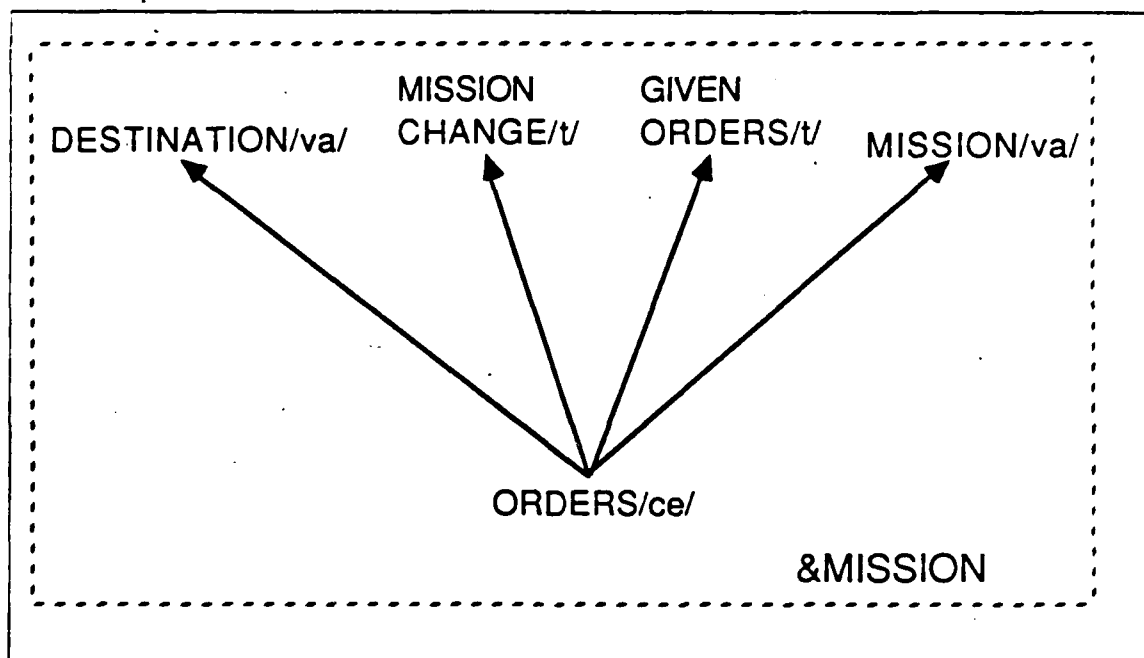 DESTINATION/va/
MISSION
CHANGE/t/
GIVEN
ORDERS/t/
MISSION/va/
ORDERS/ce/
&MISSION